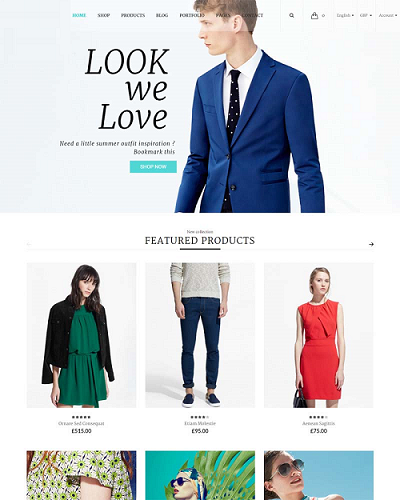 HOME SHOP PRODUCTS BLOG PORTFOLIO PAGES CONTACT 0 English GBP Account
LOOK
we
Love
Need a little summer outfit inspiration ?
Bookmark this
SHOP NOW
New collection
FEATURED PRODUCTS
Ornare Sed Consequat
£515.00
Etiam Molestie
£95.00
Aenean Sagittis
£75.00